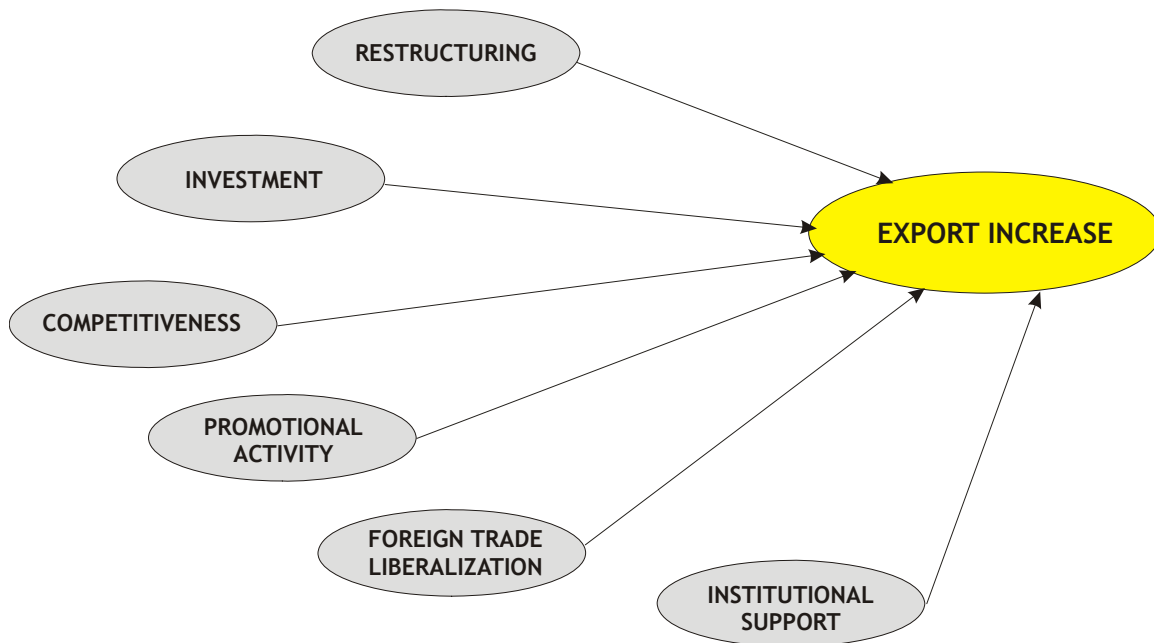 RESTRUCTURING
INVESTMENT
EXPORT INCREASE
COMPETITIVENESS
PROMOTIONAL
ACTIVITY
FOREIGN TRADE
LIBERALIZATION
INSTITUTIONAL
SUPPORT